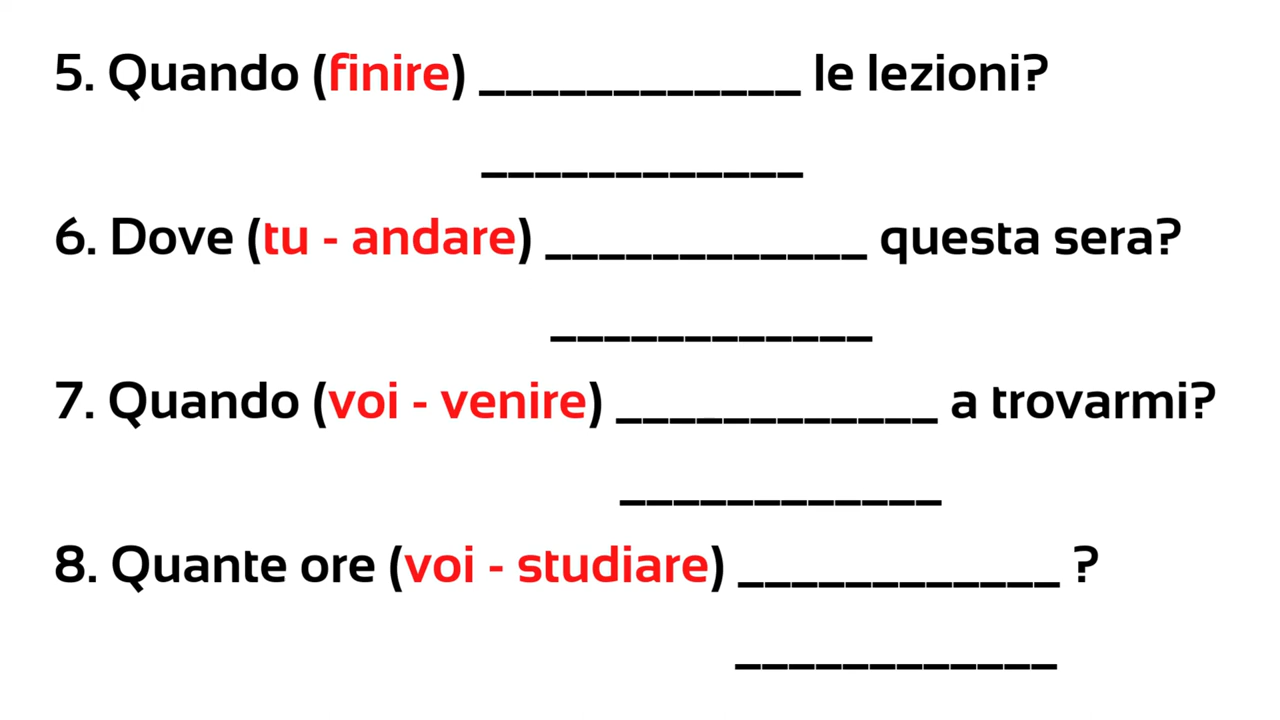 5. Quando (finire) ____________ le lezioni?
____________
6. Dove (tu - andare) ____________ questa sera?
____________
7. Quando (voi - venire) ____________ a trovarmi?
____________
8. Quante ore (voi - studiare) ____________ ?
____________